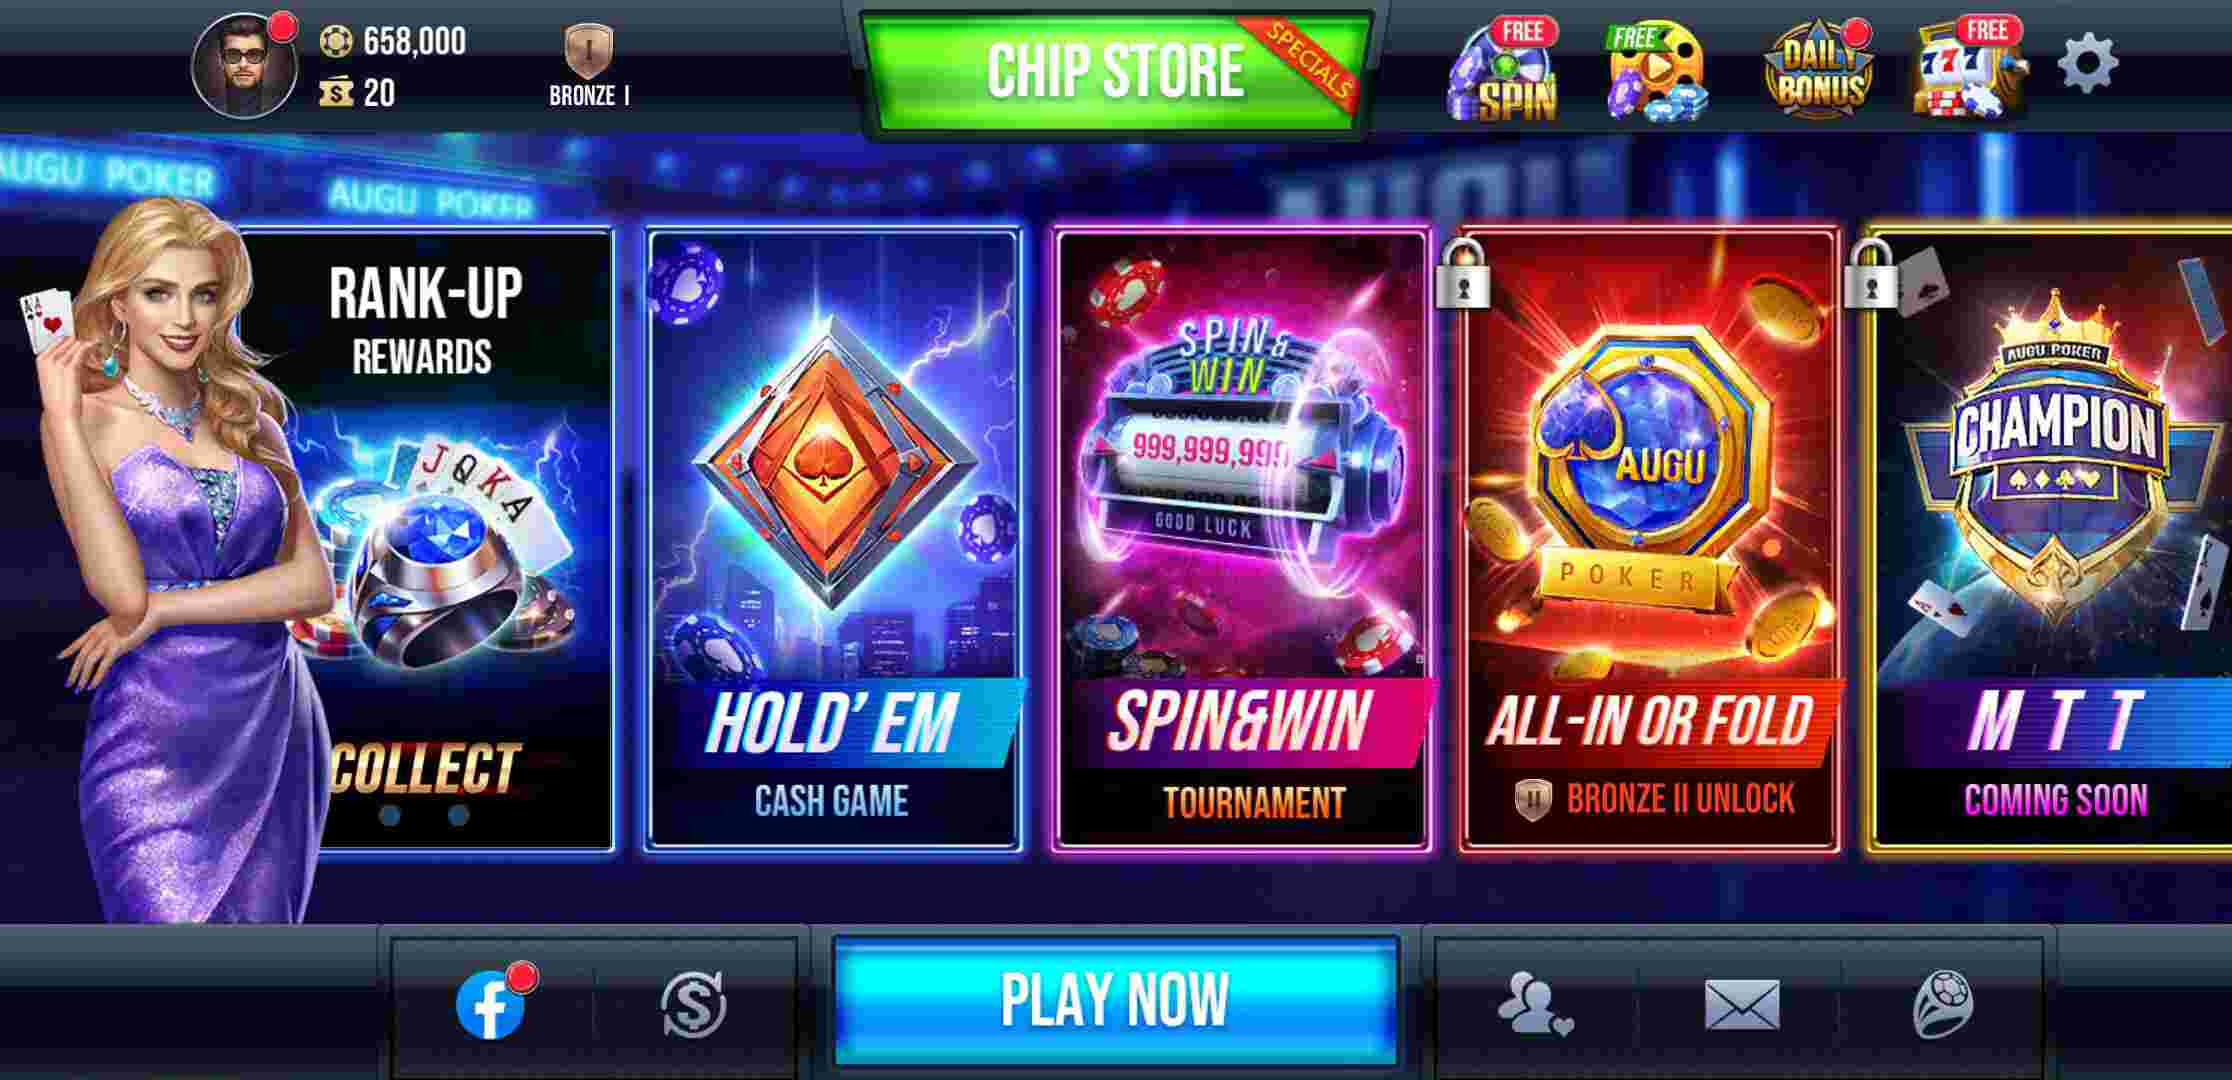 658,000
20
I
BRONZE I
CHIP STORE
SPECIALS
FREE
SPIN
FREE
DAILY
BONUS
FREE
777
AUGU POKER
AUGU POKER
RANK-UP
REWARDS
A A
J Q K A
COLLECT
HOLD' EM
CASH GAME
SPIN&
WIN
999,999,999
GOOD LUCK
SPIN&WIN
TOURNAMENT
AUGU
POKER
ALL-IN OR FOLD
II BRONZE II UNLOCK
AUGU POKER
CHAMPION
M T T
COMING SOON
PLAY NOW